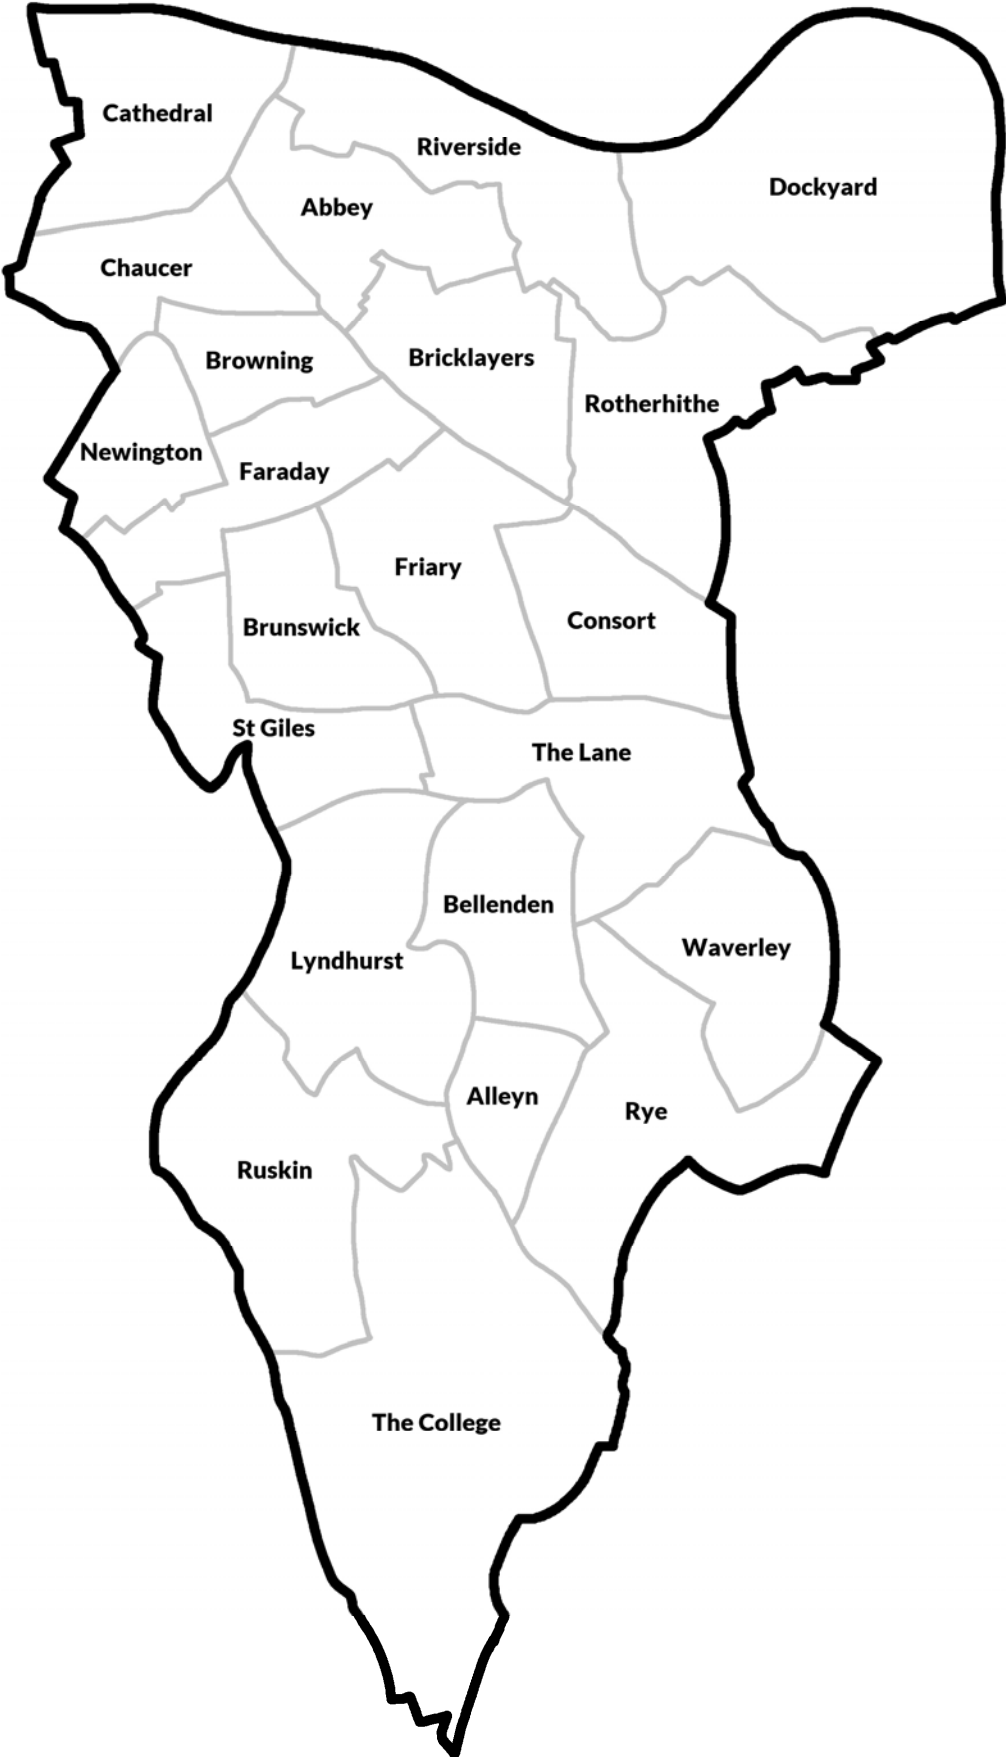 Cathedral
Riverside
Dockyard
Abbey
Chaucer
Browning
Bricklayers
Rotherhithe
Newington
Faraday
Friary
Consort
Brunswick
St Giles
The Lane
Bellenden
Waverley
Lyndhurst
Alleyn
Rye
Ruskin
The College